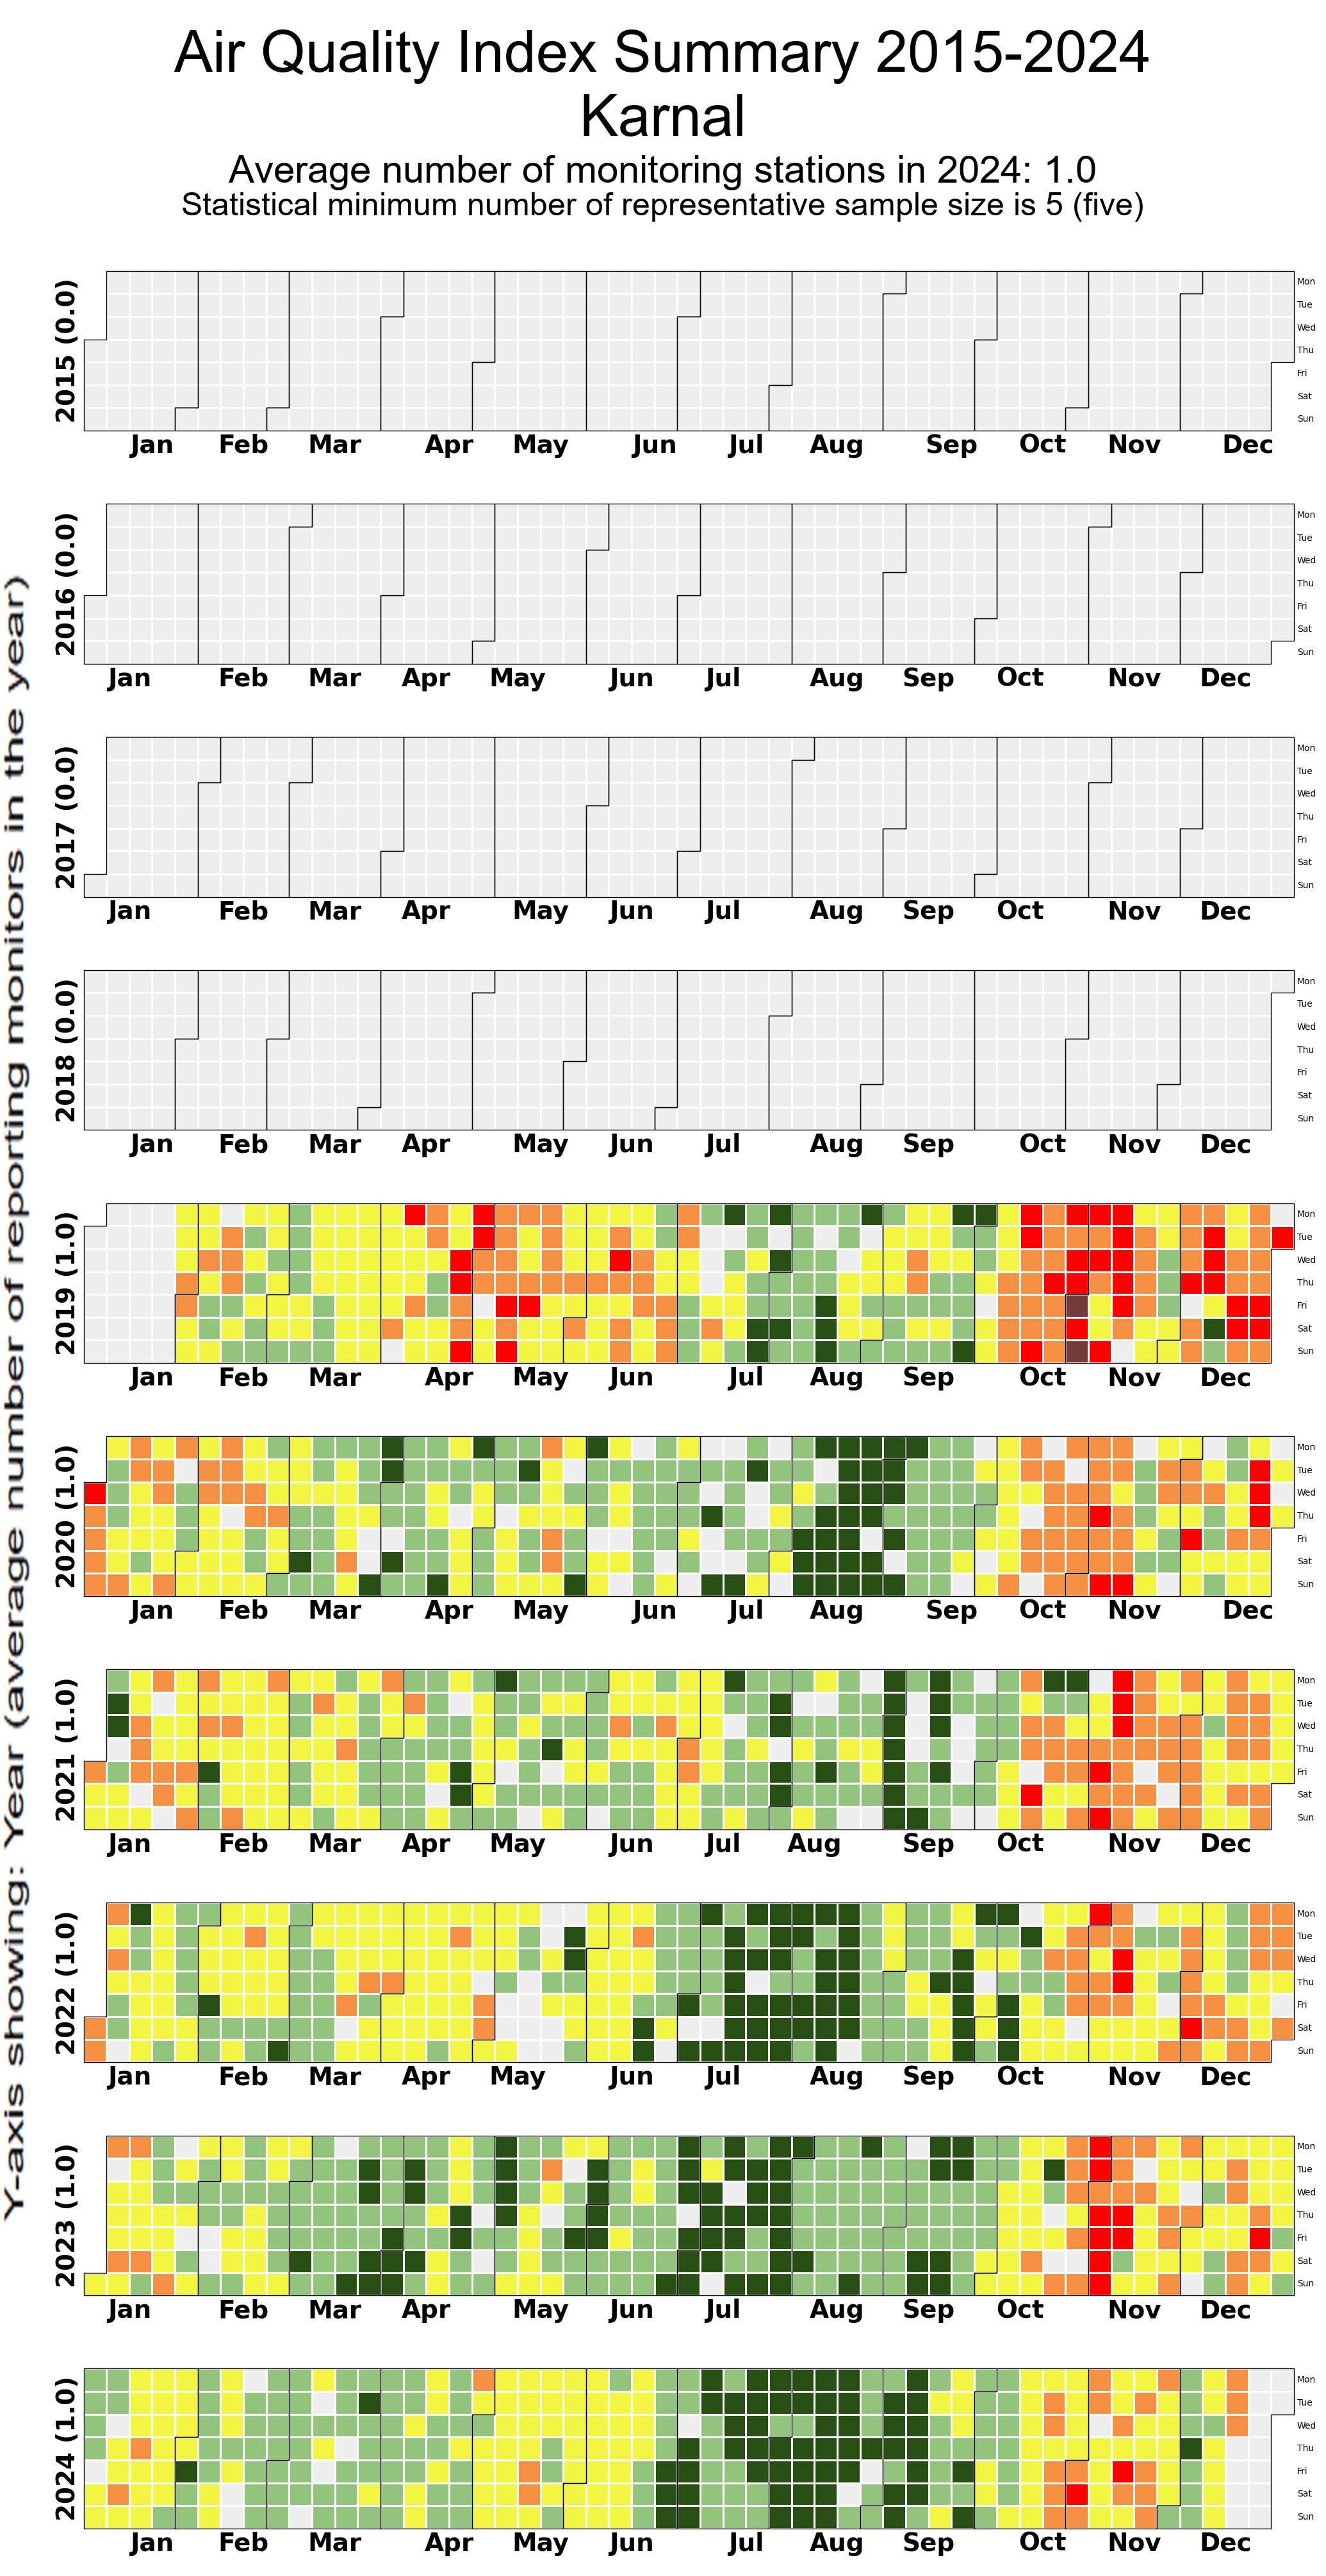 Air Quality Index Summary 2015-2024
Karnal
Average number of monitoring stations in 2024: 1.0
Statistical minimum number of representative sample size is 5 (five)
Y-axis showing: Year (average number of reporting monitors in the year)
2015 (0.0)
Mon
Tue
Wed
Thu
Fri
Sat
Sun
Jan Feb Mar Apr May Jun Jul Aug Sep Oct Nov Dec
2016 (0.0)
Mon
Tue
Wed
Thu
Fri
Sat
Sun
Jan Feb Mar Apr May Jun Jul Aug Sep Oct Nov Dec
2017 (0.0)
Mon
Tue
Wed
Thu
Fri
Sat
Sun
Jan Feb Mar Apr May Jun Jul Aug Sep Oct Nov Dec
2018 (0.0)
Mon
Tue
Wed
Thu
Fri
Sat
Sun
Jan Feb Mar Apr May Jun Jul Aug Sep Oct Nov Dec
2019 (1.0)
Mon
Tue
Wed
Thu
Fri
Sat
Sun
Jan Feb Mar Apr May Jun Jul Aug Sep Oct Nov Dec
2020 (1.0)
Mon
Tue
Wed
Thu
Fri
Sat
Sun
Jan Feb Mar Apr May Jun Jul Aug Sep Oct Nov Dec
2021 (1.0)
Mon
Tue
Wed
Thu
Fri
Sat
Sun
Jan Feb Mar Apr May Jun Jul Aug Sep Oct Nov Dec
2022 (1.0)
Mon
Tue
Wed
Thu
Fri
Sat
Sun
Jan Feb Mar Apr May Jun Jul Aug Sep Oct Nov Dec
2023 (1.0)
Mon
Tue
Wed
Thu
Fri
Sat
Sun
Jan Feb Mar Apr May Jun Jul Aug Sep Oct Nov Dec
2024 (1.0)
Mon
Tue
Wed
Thu
Fri
Sat
Sun
Jan Feb Mar Apr May Jun Jul Aug Sep Oct Nov Dec